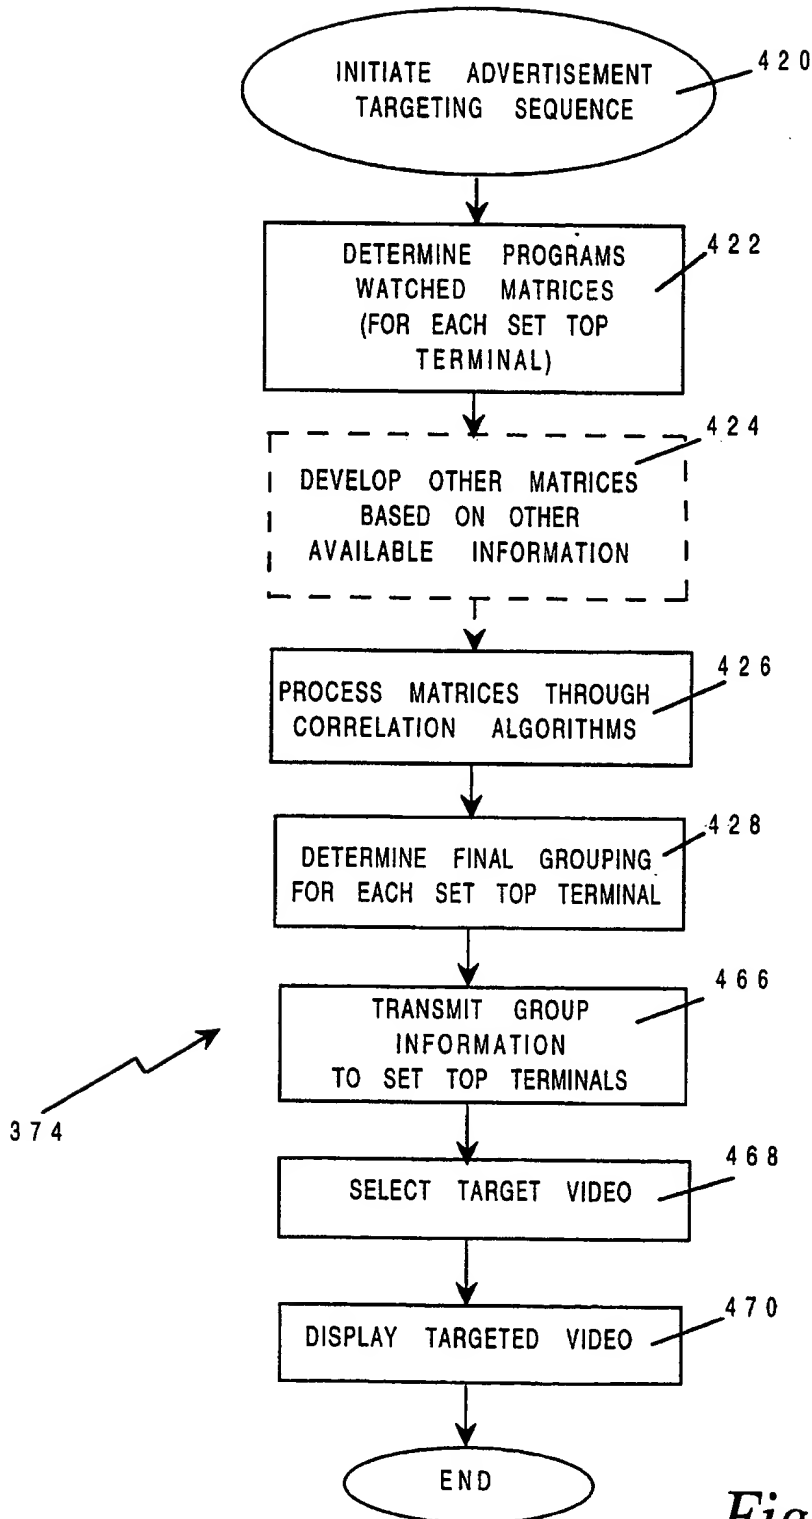 INITIATE ADVERTISEMENT
TARGETING SEQUENCE
420
DETERMINE PROGRAMS
WATCHED MATRICES
(FOR EACH SET TOP
TERMINAL)
422
DEVELOP OTHER MATRICES
BASED ON OTHER
AVAILABLE INFORMATION
424
PROCESS MATRICES THROUGH
CORRELATION ALGORITHMS
426
DETERMINE FINAL GROUPING
FOR EACH SET TOP TERMINAL
428
TRANSMIT GROUP
INFORMATION
TO SET TOP TERMINALS
466
374
SELECT TARGET VIDEO
468
DISPLAY TARGETED VIDEO
470
END
Fig